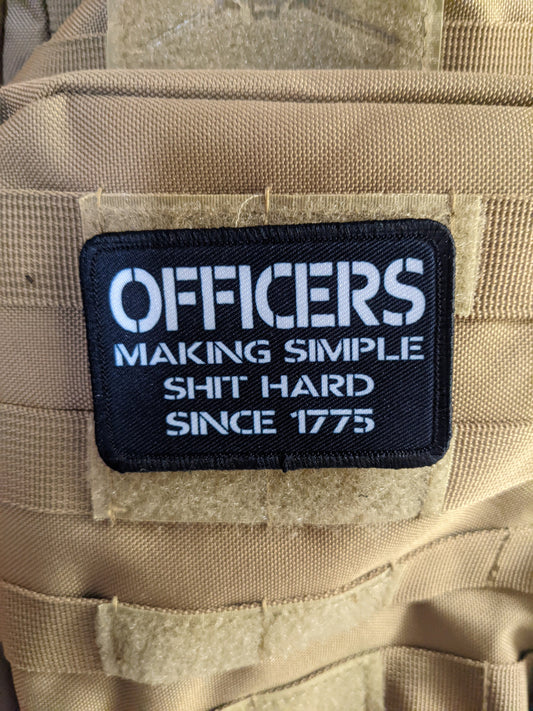 OFFICERS
MAKING SIMPLE
SHIT HARD
SINCE 1775